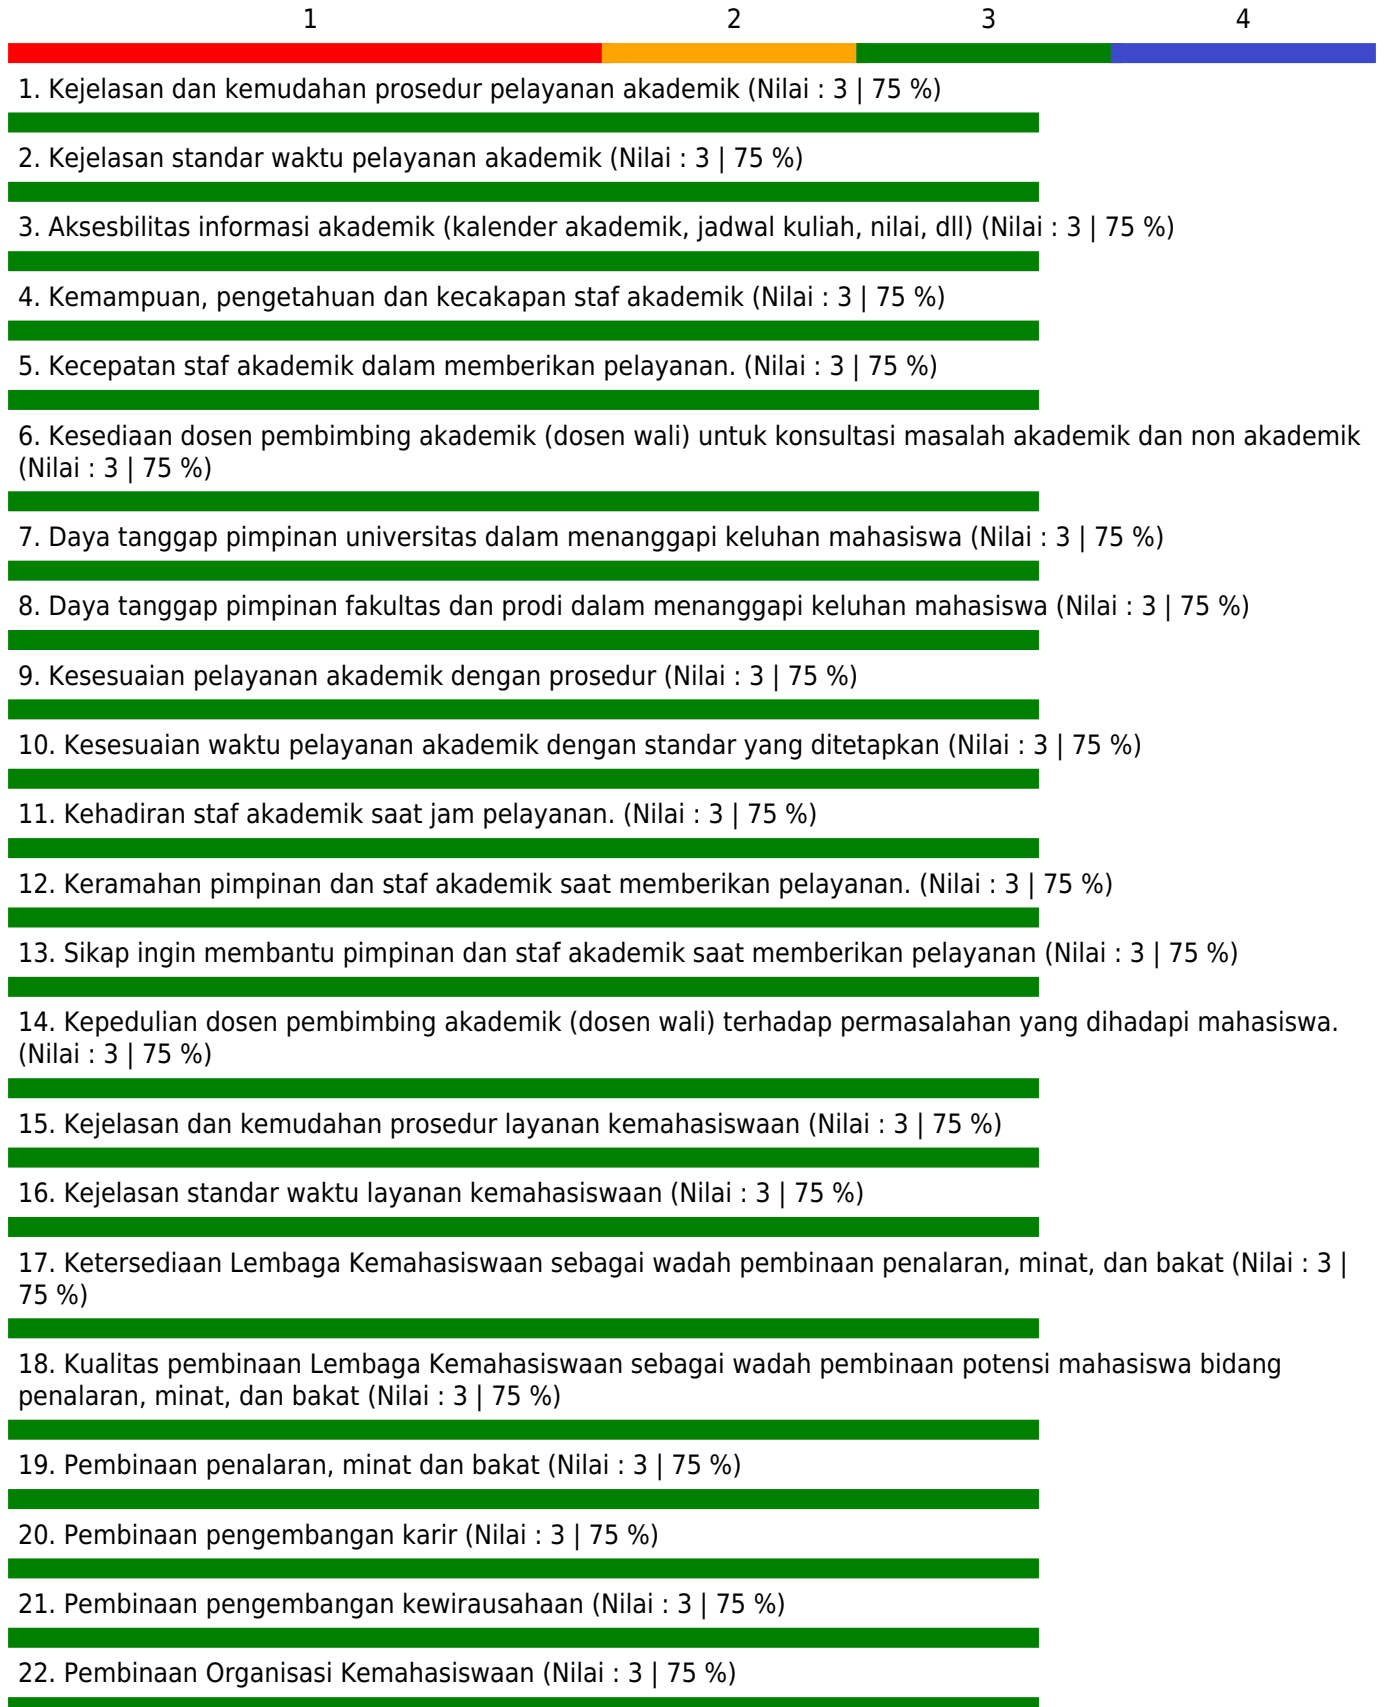 1 2 3 4
1. Kejelasan dan kemudahan prosedur pelayanan akademik (Nilai : 3 | 75 %)
2. Kejelasan standar waktu pelayanan akademik (Nilai : 3 | 75 %)
3. Aksesbilitas informasi akademik (kalender akademik, jadwal kuliah, nilai, dll) (Nilai : 3 | 75 %)
4. Kemampuan, pengetahuan dan kecakapan staf akademik (Nilai : 3 | 75 %)
5. Kecepatan staf akademik dalam memberikan pelayanan. (Nilai : 3 | 75 %)
6. Kesediaan dosen pembimbing akademik (dosen wali) untuk konsultasi masalah akademik dan non akademik
(Nilai : 3 | 75 %)
7. Daya tanggap pimpinan universitas dalam menanggapi keluhan mahasiswa (Nilai : 3 | 75 %)
8. Daya tanggap pimpinan fakultas dan prodi dalam menanggapi keluhan mahasiswa (Nilai : 3 | 75 %)
9. Kesesuaian pelayanan akademik dengan prosedur (Nilai : 3 | 75 %)
10. Kesesuaian waktu pelayanan akademik dengan standar yang ditetapkan (Nilai : 3 | 75 %)
11. Kehadiran staf akademik saat jam pelayanan. (Nilai : 3 | 75 %)
12. Keramahan pimpinan dan staf akademik saat memberikan pelayanan. (Nilai : 3 | 75 %)
13. Sikap ingin membantu pimpinan dan staf akademik saat memberikan pelayanan (Nilai : 3 | 75 %)
14. Kepedulian dosen pembimbing akademik (dosen wali) terhadap permasalahan yang dihadapi mahasiswa.
(Nilai : 3 | 75 %)
15. Kejelasan dan kemudahan prosedur layanan kemahasiswaan (Nilai : 3 | 75 %)
16. Kejelasan standar waktu layanan kemahasiswaan (Nilai : 3 | 75 %)
17. Ketersediaan Lembaga Kemahasiswaan sebagai wadah pembinaan penalaran, minat, dan bakat (Nilai : 3 |
75 %)
18. Kualitas pembinaan Lembaga Kemahasiswaan sebagai wadah pembinaan potensi mahasiswa bidang
penalaran, minat, dan bakat (Nilai : 3 | 75 %)
19. Pembinaan penalaran, minat dan bakat (Nilai : 3 | 75 %)
20. Pembinaan pengembangan karir (Nilai : 3 | 75 %)
21. Pembinaan pengembangan kewirausahaan (Nilai : 3 | 75 %)
22. Pembinaan Organisasi Kemahasiswaan (Nilai : 3 | 75 %)